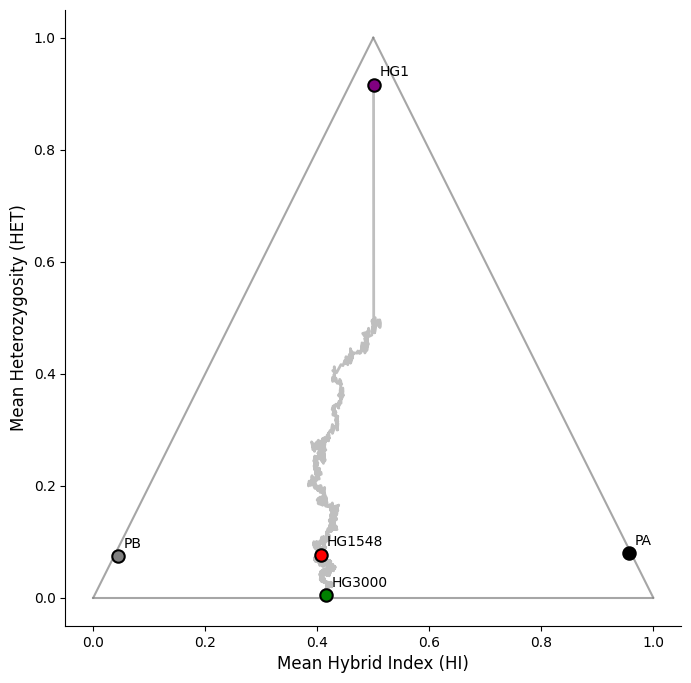 1.0
HG1
0.8
0.6
0.4
0.2
HG1548
PB
PA
HG3000
0.0
0.0 0.2 0.4 0.6 0.8 1.0
Mean Hybrid Index (HI)
Mean Heterozygosity (HET)